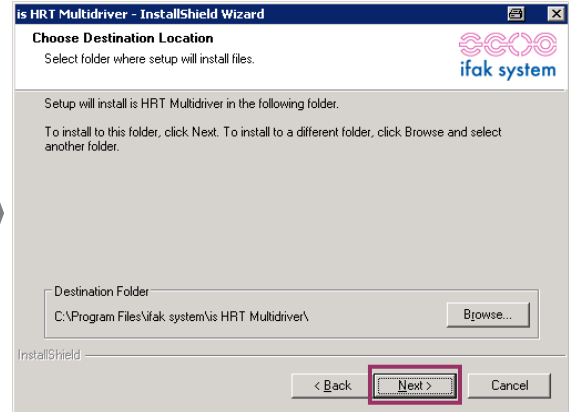 is HRT Multidriver - InstallShield Wizard
Choose Destination Location
Select folder where setup will install files.
ifak system
Setup will install is HRT Multidriver in the following folder.
To install to this folder, click Next. To install to a different folder, click Browse and select
another folder.
Destination Folder
C:\Program Files\ifak system\is HRT Multidriver\
Browse...
InstallShield
< Back
Next >
Cancel